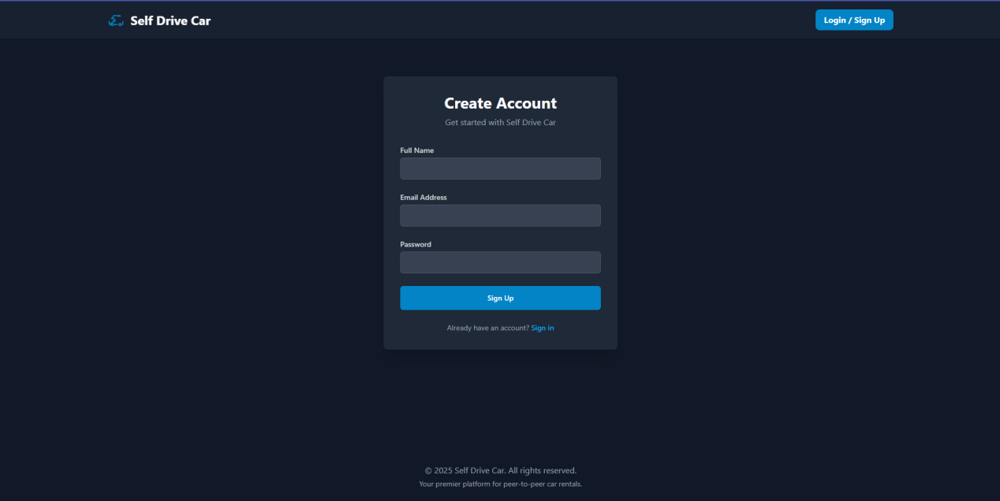 Self Drive Car
Login / Sign Up
Create Account
Get started with Self Drive Car
Full Name
Email Address
Password
Sign Up
Already have an account? Sign in
© 2025 Self Drive Car. All rights reserved.
Your premier platform for peer-to-peer car rentals.